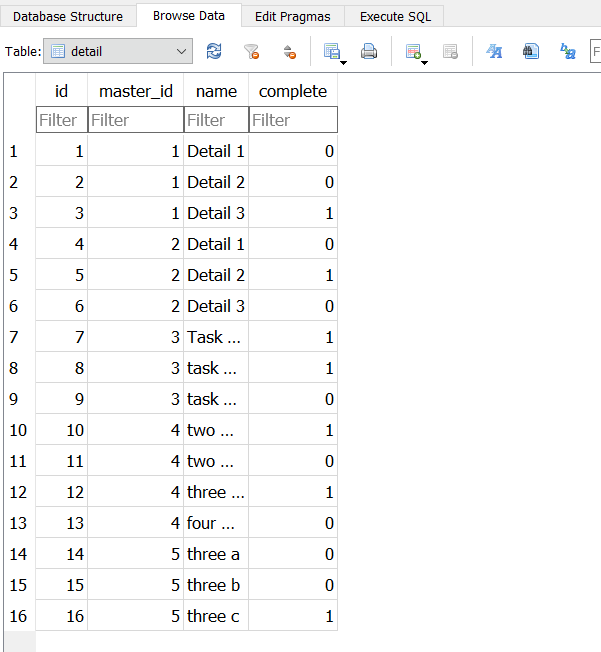 Database Structure Browse Data Edit Pragmas Execute SQL
Table: detail F
id master_id name complete
Filter Filter Filter Filter
1 1 1 Detail 1 0
2 2 1 Detail 2 0
3 3 1 Detail 3 1
4 4 2 Detail 1 0
5 5 2 Detail 2 1
6 6 2 Detail 3 0
7 7 3 Task ... 1
8 8 3 task ... 1
9 9 3 task ... 0
10 10 4 two ... 1
11 11 4 two ... 0
12 12 4 three ... 1
13 13 4 four ... 0
14 14 5 three a 0
15 15 5 three b 0
16 16 5 three c 1